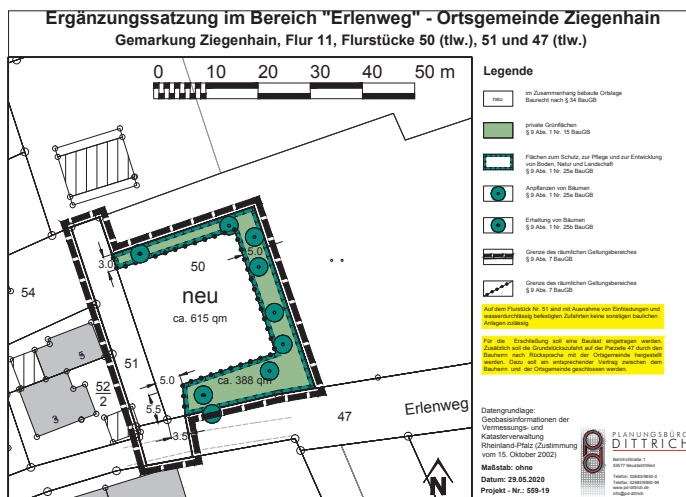 Ergänzungssatzung im Bereich "Erlenweg" - Ortsgemeinde Ziegenhain
Gemarkung Ziegenhain, Flur 11, Flurstücke 50 (tlw.), 51 und 47 (tlw.)
0 10 20 30 40 50 m
3.0
50
5.0
neu
ca. 615 qm
54
51
5
52
2
3
5.0
ca. 388 qm
5.5
3.5
47
Erlenweg
N
Legende
neu
im Zusammenhang bebaute Ortslage
Baurecht nach § 34 BauGB
private Grünflächen
§ 9 Abs. 1 Nr. 15 BauGB
Flächen zum Schutz, zur Pflege und zur Entwicklung
von Boden, Natur und Landschaft
§ 9 Abs. 1 Nr. 25a BauGB
Anpflanzen von Bäumen
§ 9 Abs. 1 Nr. 25a BauGB
Erhaltung von Bäumen
§ 9 Abs. 1 Nr. 25b BauGB
Grenze des räumlichen Geltungsbereiches
§ 9 Abs. 7 BauGB
Grenze des räumlichen Geltungsbereiches
§ 9 Abs. 7 BauGB
Auf dem Flurstück Nr. 51 sind mit Ausnahme von Einfriedungen und
wasserdurchlässig befestigten Zufahrten keine sonstigen baulichen
Anlagen zulässig.
Für die Erschließung soll eine Baulast eingetragen werden.
Zusätzlich soll die Grundstückszufahrt auf der Parzelle 47 durch den
Bauherrn nach Rücksprache mit der Ortsgemeinde hergestellt
werden. Dazu soll ein entsprechender Vertrag zwischen dem
Bauherrn und der Ortsgemeinde geschlossen werden.
Datengrundlage:
Geobasisinformationen der
Vermessungs- und
Katasterverwaltung
Rheinland-Pfalz (Zustimmung
vom 15. Oktober 2002)
Maßstab: ohne
Datum: 29.05.2020
Projekt - Nr.: 559-19
PLANUNGSBÜRO
DITTRICH
Bahnhofstraße 1
53577 Neustadt/Wied